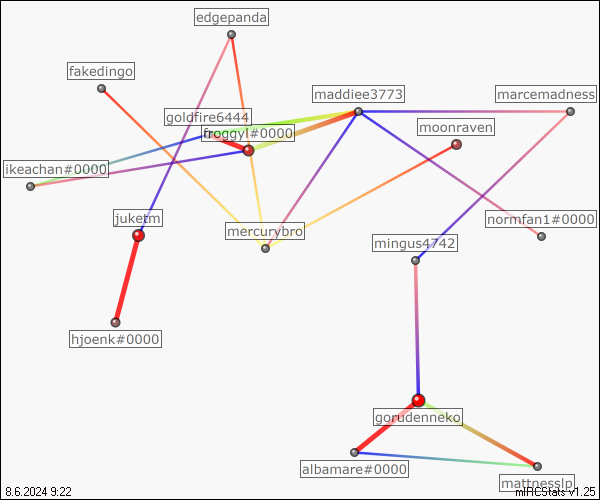 edgepanda
fakedingo
maddiee3773
marcemadness
goldfire6444
froggyl#0000
moonraven
ikeachan#0000
juketm
normfan1#0000
mercurybro
mingus4742
hjoenk#0000
gorudenneko
albamare#0000
mattnesslp
8.6.2024 9:22
mIRCStats v1.25